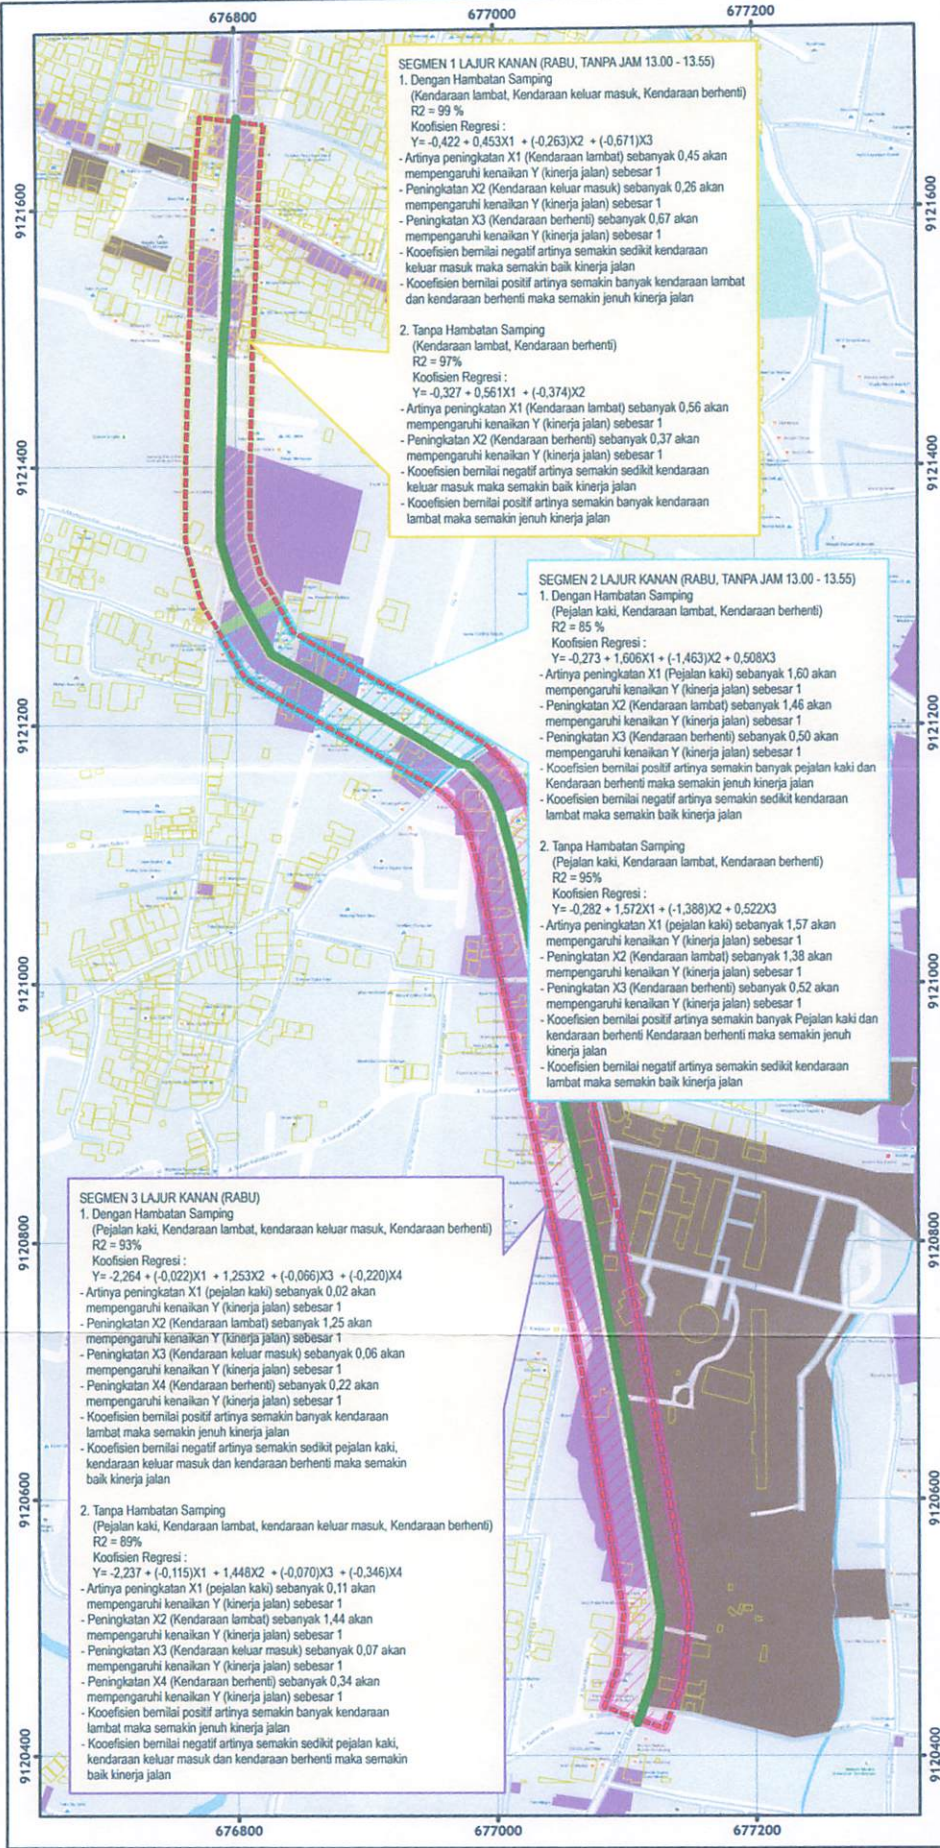 676800
677000
677200
9121600
9121400
9121200
9121000
9120800
9120600
9120400
SEGMEN 1 LAJUR KANAN (RABU, TANPA JAM 13.00 - 13.55)
1. Dengan Hambatan Samping
(Kendaraan lambat, Kendaraan keluar masuk, Kendaraan berhenti)
R2 = 99 %
Koofisien Regresi :
Y= -0,422 + 0,453X1 + (-0,263)X2 + (-0,671)X3
- Artinya peningkatan X1 (Kendaran lambat) sebanyak 0,45 akan
mempengaruhi kenaikan Y (kinerja jalan) sebesar 1
- Peningkatan X2 (Kendaraan keluar masuk) sebanyak 0,26 akan
mempengaruhi kenaikan Y (kinerja jalan) sebesar 1
- Peningkatan X3 (Kendaraan berhenti) sebanyak 0,67 akan
mempengaruhi kenaikan Y (kinerja jalan) sebesar 1
- Kooefisien bernilai negatif artinya semakin sedikit kendaraan
keluar masuk maka semakin baik kinerja jalan
- Kooefisien bernilai positif artinya semakin banyak kendaraan lambat
dan kendaraan berhenti maka semakin jenuh kinerja jalan
2. Tanpa Hambatan Samping
(Kendaraan lambat, Kendaraan berhenti)
R2 = 97%
Koofisien Regresi :
Y= -0,327 + 0,561X1 + (-0,374)X2
- Artinya peningkatan X1 (Kendaraan lambat) sebanyak 0,56 akan
mempengaruhi kenaikan Y (kinerja jalan) sebesar 1
- Peningkatan X2 (Kendaraan berhenti) sebanyak 0,37 akan
mempengaruhi kenaikan Y (kinerja jalan) sebesar 1
- Kooefisien bernilai negatif artinya semakin sedikit kendaraan
keluar masuk maka semakin baik kinerja jalan
- Kooefisien bernilai positif artinya semakin banyak kendaraan
lambat maka semakin jenuh kinerja jalan
SEGMEN 2 LAJUR KANAN (RABU, TANPA JAM 13.00 - 13.55)
1. Dengan Hambatan Samping
(Pejalan kaki, Kendaraan lambat, Kendaraan berhenti)
R2 = 85 %
Koofisien Regresi :
Y= -0,273 + 1,606X1 + (-1,463)X2 + 0,508X3
- Artinya peningkatan X1 (Pejalan kaki) sebanyak 1,60 akan
mempengaruhi kenaikan Y (kinerja jalan) sebesar 1
- Peningkatan X2 (Kendaraan lambat) sebanyak 1,46 akan
mempengaruhi kenaikan Y (kinerja jalan) sebesar 1
- Peningkatan X3 (Kendaraan berhenti) sebanyak 0,50 akan
mempengaruhi kenaikan Y (kinerja jalan) sebesar 1
- Kooefisien bernilai positif artinya semakin banyak pejalan kaki dan
Kendaraan berhenti maka semakin jenuh kinerja jalan
- Kooefisien bernilai negatif artinya semakin sedikit kendaraan
lambat maka semakin baik kinerja jalan
2. Tanpa Hambatan Samping
(Pejalan kaki, Kendaraan lambat, Kendaraan berhenti)
R2 = 95%
Koofisien Regresi :
Y= -0,282 + 1,572X1 + (-1,388)X2 + 0,522X3
- Artinya peningkatan X1 (pejalan kaki) sebanyak 1,57 akan
mempengaruhi kenaikan Y (kinerja jalan) sebesar 1
- Peningkatan X2 (Kendaraan lambat) sebanyak 1,38 akan
mempengaruhi kenaikan Y (kinerja jalan) sebesar 1
- Peningkatan X3 (Kendaraan berhenti) sebanyak 0,52 akan
mempengaruhi kenaikan Y (kinerja jalan) sebesar 1
- Kooefisien bernilai positif artinya semakin banyak Pejalan kaki dan
kendaraan berhenti Kendaraan berhenti maka semakin jenuh
kinerja jalan
- Kooefisien bernilai negatif artinya semakin sedikit kendaraan
lambat maka semakin baik kinerja jalan
SEGMEN 3 LAJUR KANAN (RABU)
1. Dengan Hambatan Samping
(Pejalan kaki, Kendaraan lambat, kendaraan keluar masuk, Kendaraan berhenti)
R2 = 93%
Koofisien Regresi :
Y= -2,264 + (-0,022)X1 + 1,253X2 + (-0,066)X3 + (-0,220)X4
- Artinya peningkatan X1 (pejalan kaki) sebanyak 0,02 akan
mempengaruhi kenaikan Y (kinerja jalan) sebesar 1
- Peningkatan X2 (Kendaraan lambat) sebanyak 1,25 akan
mempengaruhi kenaikan Y (kinerja jalan) sebesar 1
- Peningkatan X3 (Kendaraan keluar masuk) sebanyak 0,06 akan
mempengaruhi kenaikan Y (kinerja jalan) sebesar 1
- Peningkatan X4 (Kendaraan berhenti) sebanyak 0,22 akan
mempengaruhi kenaikan Y (kinerja jalan) sebesar 1
- Kooefisien bernilai positif artinya semakin banyak kendaraan
lambat maka semakin jenuh kinerja jalan
- Kooefisien bernilai negatif artinya semakin sedikit pejalan kaki,
kendaraan keluar masuk dan kendaraan berhenti maka semakin
baik kinerja jalan
2. Tanpa Hambatan Samping
(Pejalan kaki, Kendaraan lambat, kendaraan keluar masuk, Kendaraan berhenti)
R2 = 89%
Koofisien Regresi :
Y= -2,237 + (-0,115)X1 + 1,448X2 + (-0,070)X3 + (-0,346)X4
- Artinya peningkatan X1 (pejalan kaki) sebanyak 0,11 akan
mempengaruhi kenaikan Y (kinerja jalan) sebesar 1
- Peningkatan X2 (Kendaraan lambat) sebanyak 1,44 akan
mempengaruhi kenaikan Y (kinerja jalan) sebesar 1
- Peningkatan X3 (Kendaraan keluar masuk) sebanyak 0,07 akan
mempengaruhi kenaikan Y (kinerja jalan) sebesar 1
- Peningkatan X4 (Kendaraan berhenti) sebanyak 0,34 akan
mempengaruhi kenaikan Y (kinerja jalan) sebesar 1
- Kooefisien bernilai positif artinya semakin banyak kendaraan
lambat maka semakin jenuh kinerja jalan
- Kooefisien bernilai negatif artinya semakin sedikit pejalan kaki,
kendaraan keluar masuk dan kendaraan berhenti maka semakin
baik kinerja jalan
9121600
9121400
9121200
9121000
9120800
9120600
9120400
676800
677000
677200